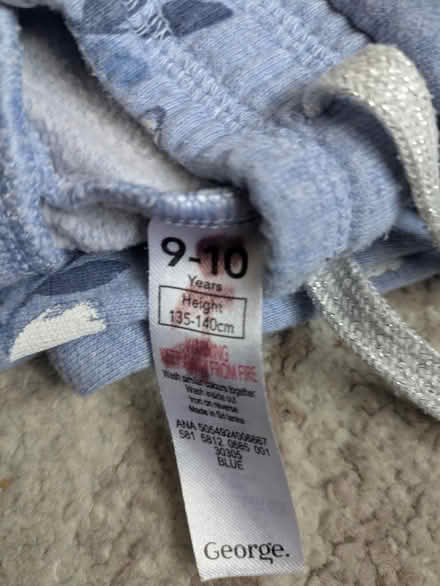 9-10
Years
Height
135-140cm
WARNING
KEEP AWAY FROM FIRE
Wash similar colours together
Wash inside out
Iron on reverse
Made in Sri lanka
ANA 5054924006667
581 5812 0685 001
30305
BLUE
George.